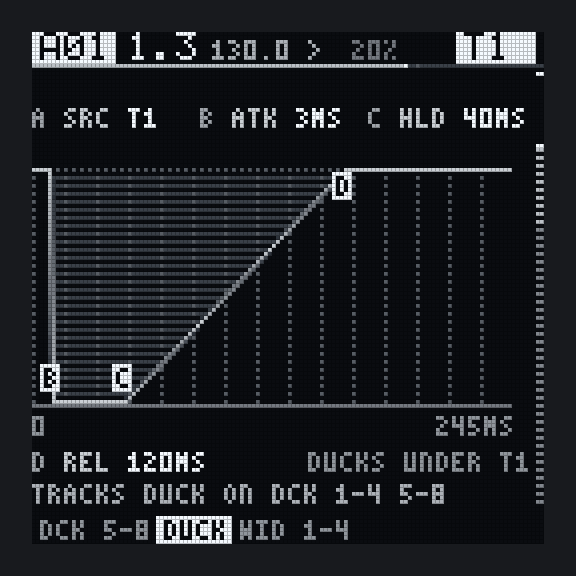 A01 1.3 130.0 > 20% T1
A SRC T1 B ATK 3MS C HLD 40MS
D
B C
0 245MS
D REL 120MS DUCKS UNDER T1
TRACKS DUCK ON DCK 1-4 5-8
DCK 5-8 DUCK WID 1-4